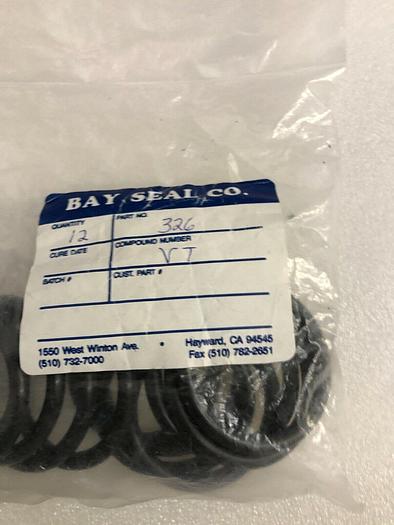 BAY SEAL CO.
QUANTITY PART NO.
12 326
CURE DATE COMPOUND NUMBER
VT
BATCH # CUST. PART #
1550 West Winton Ave. • Hayward, CA 94545
(510) 732-7000 Fax (510) 782-2651